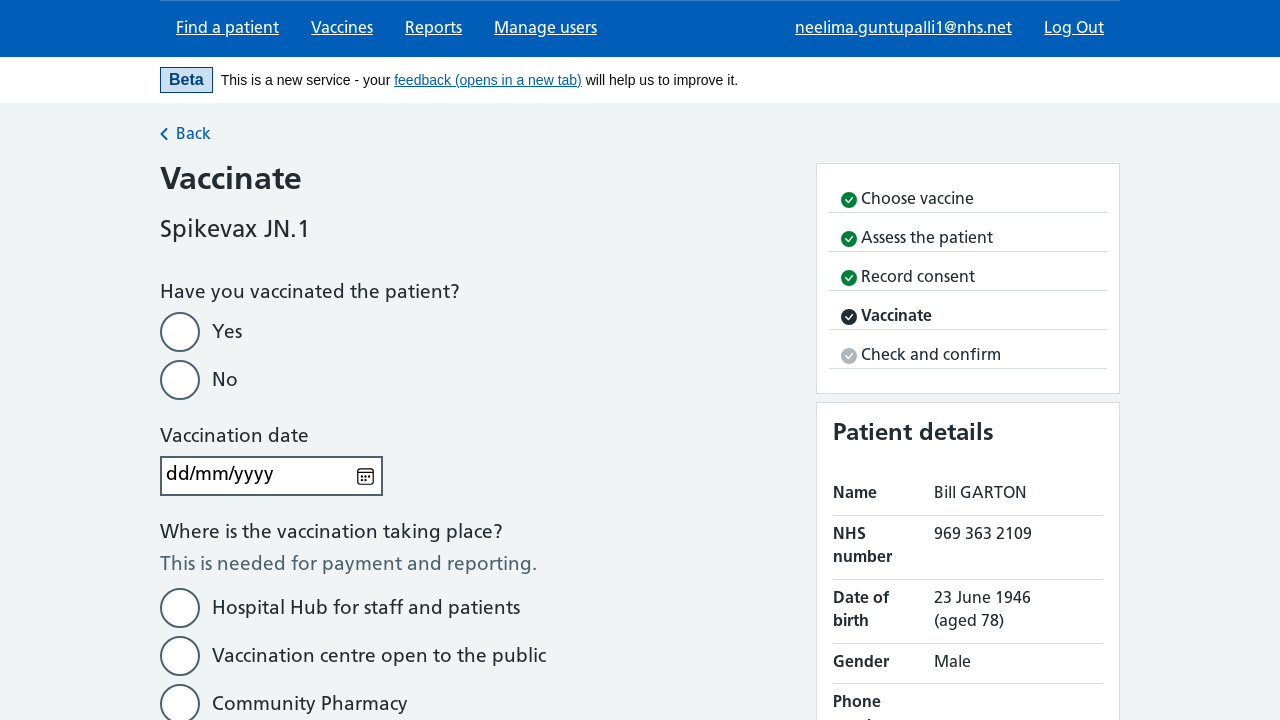 Find a patient
Vaccines
Reports
Manage users
neelima.guntupalli1@nhs.net
Log Out
Beta
This is a new service - your feedback (opens in a new tab) will help us to improve it.
Back
Vaccinate
Spikevax JN.1
Have you vaccinated the patient?
Yes
No
Vaccination date
dd/mm/yyyy
Where is the vaccination taking place?
This is needed for payment and reporting.
Hospital Hub for staff and patients
Vaccination centre open to the public
Community Pharmacy
Choose vaccine
Assess the patient
Record consent
Vaccinate
Check and confirm
Patient details
Name
Bill GARTON
NHS
number
969 363 2109
Date of
birth
23 June 1946
(aged 78)
Gender
Male
Phone